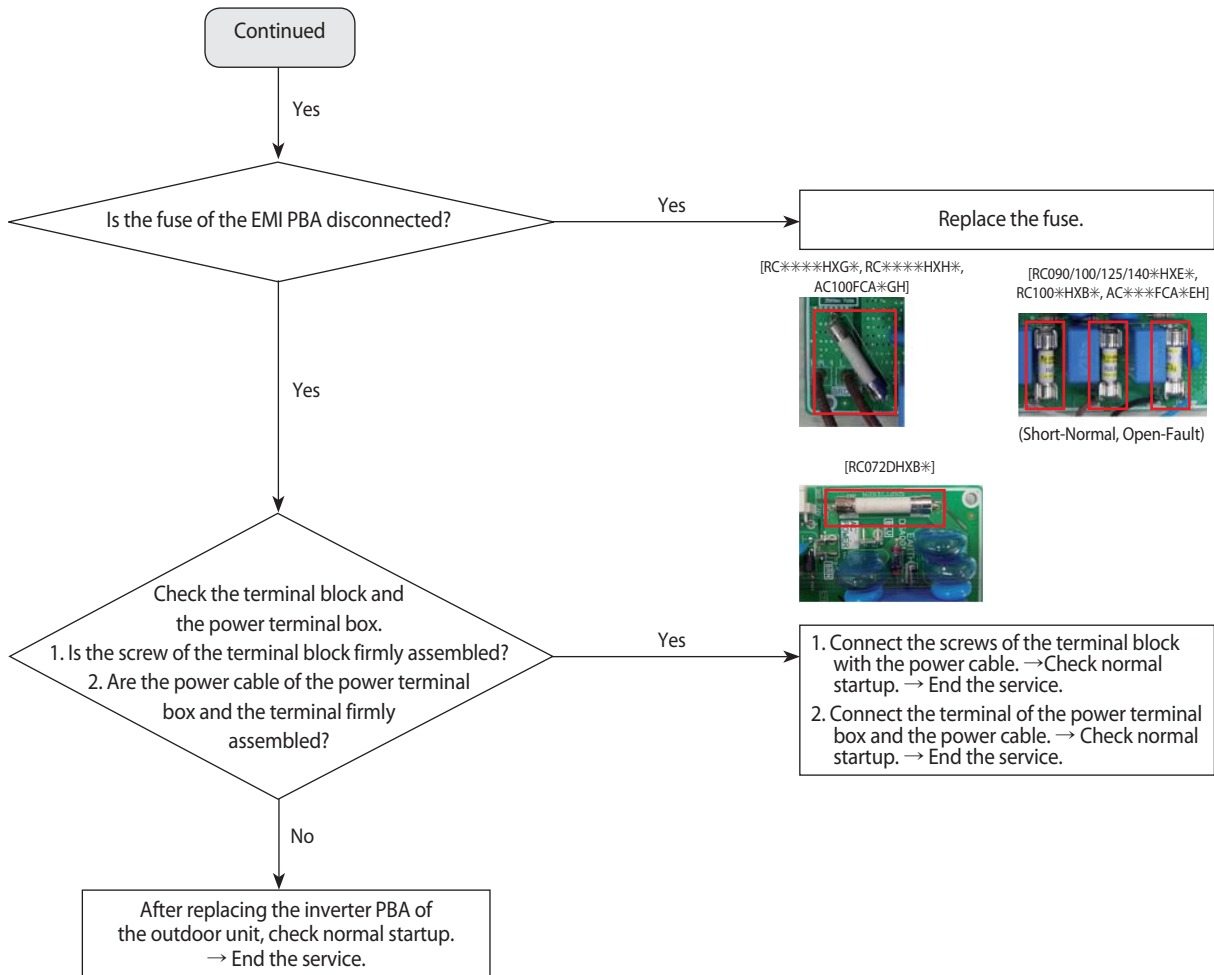 Continued
Yes
Is the fuse of the EMI PBA disconnected?
Yes
Replace the fuse.
[RC✳✳✳✳HXG✳, RC✳✳✳✳HXH✳,
AC100FCA✳GH]
[RC090/100/125/140✳HXE✳,
RC100✳HXB✳, AC✳✳✳FCA✳EH]
(Short-Normal, Open-Fault)
Yes
[RC072DHXB✳]
Check the terminal block and
the power terminal box.
1. Is the screw of the terminal block firmly assembled?
2. Are the power cable of the power terminal
box and the terminal firmly
assembled?
Yes
1. Connect the screws of the terminal block
with the power cable. →Check normal
startup. → End the service.
2. Connect the terminal of the power terminal
box and the power cable. → Check normal
startup. → End the service.
No
After replacing the inverter PBA of
the outdoor unit, check normal startup.
→ End the service.